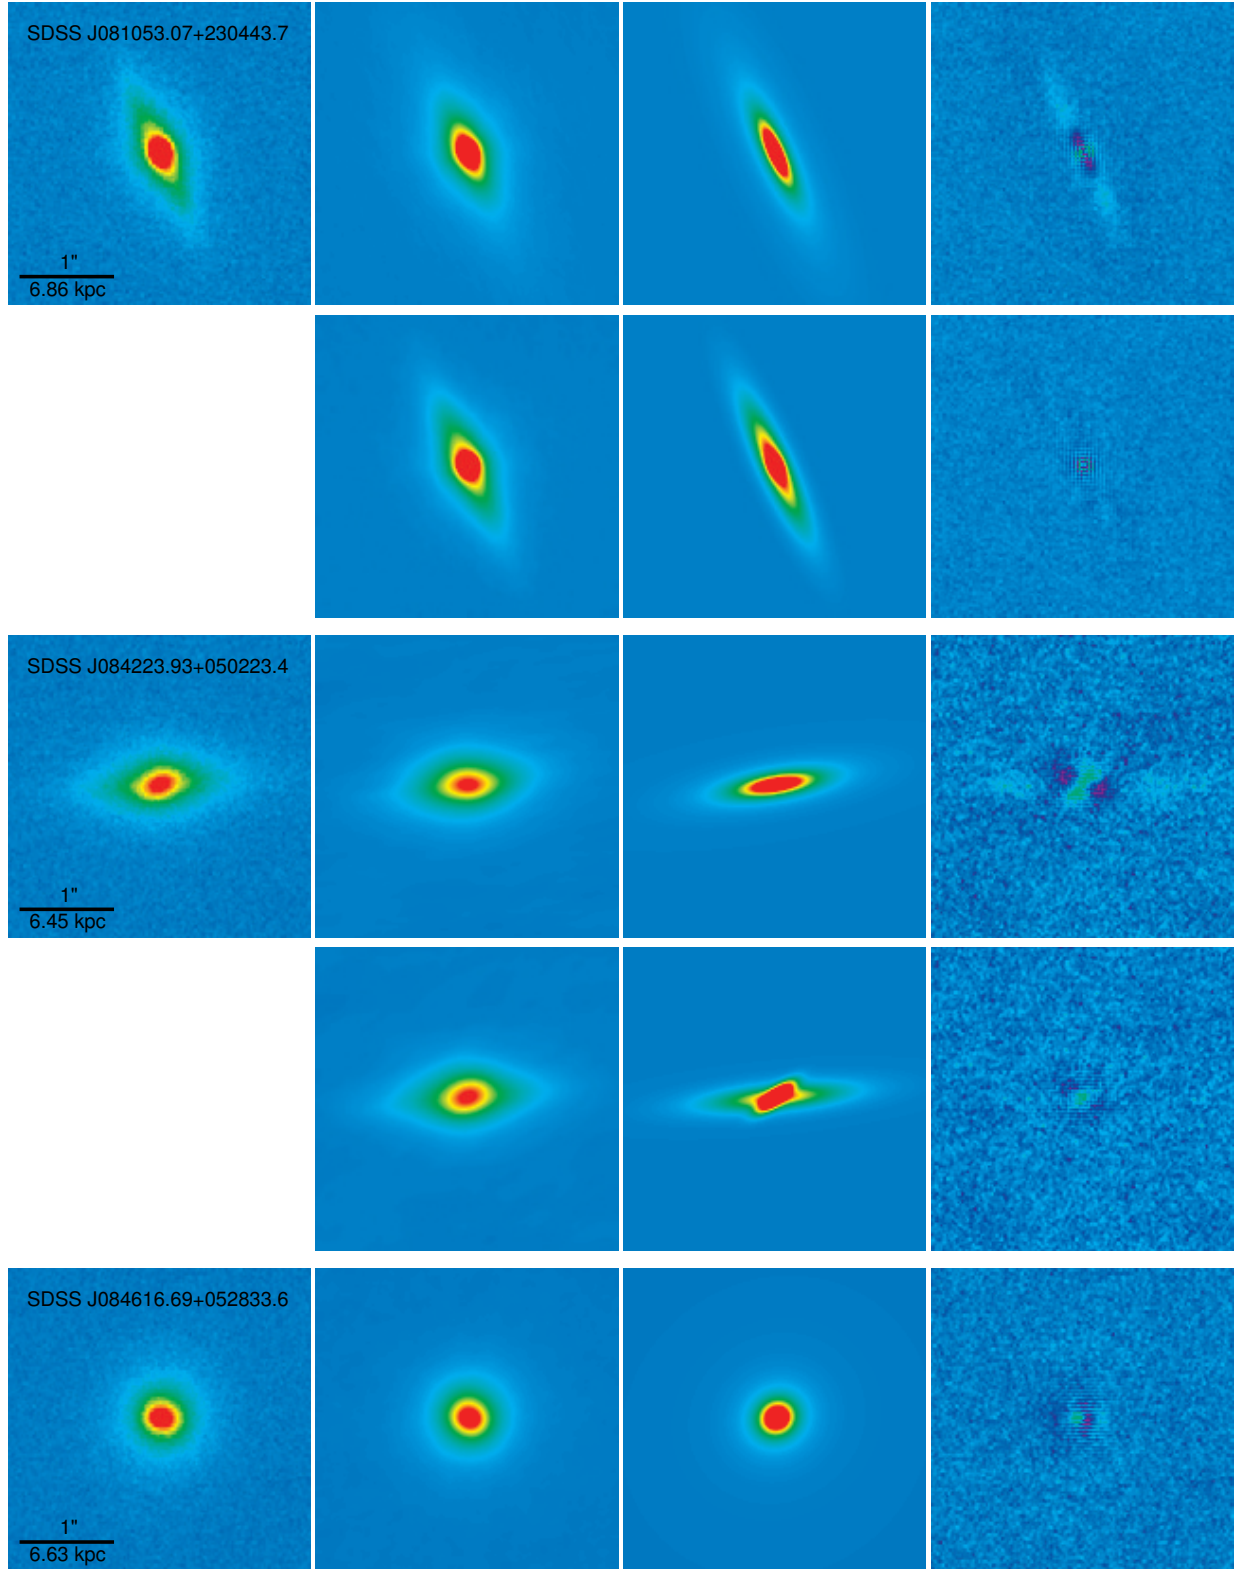 SDSS J081053.07+230443.7
1"
6.86 kpc
SDSS J084223.93+050223.4
1"
6.45 kpc
SDSS J084616.69+052833.6
1"
6.63 kpc